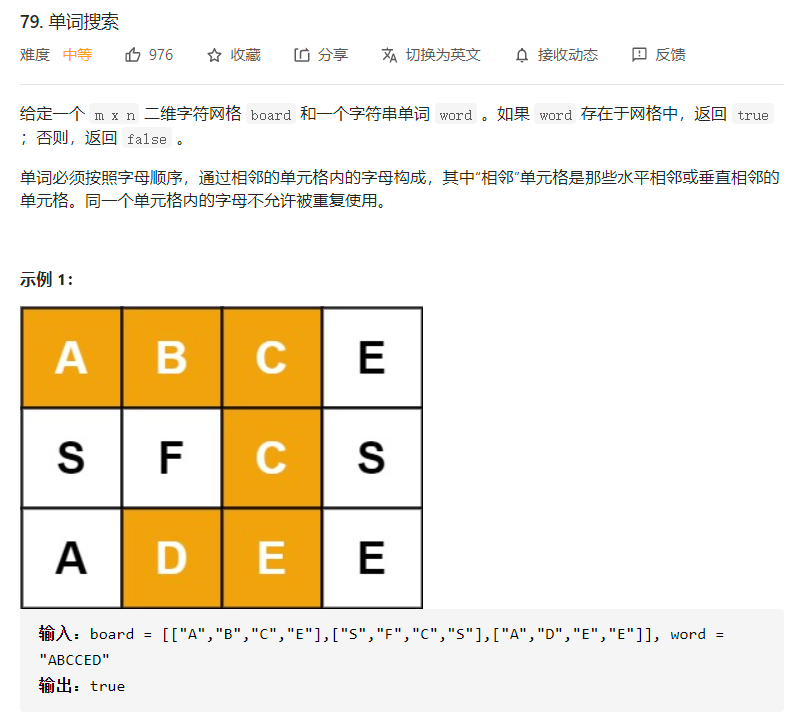 79. 单词搜索
难度 中等 976 收藏 分享 切换为英文 接收动态 反馈
给定一个 m x n 二维字符网格 board 和一个字符串单词 word 。如果 word 存在于网格中，返回 true
；否则，返回 false 。
单词必须按照字母顺序，通过相邻的单元格内的字母构成，其中“相邻”单元格是那些水平相邻或垂直相邻的
单元格。同一个单元格内的字母不允许被重复使用。
示例 1：
A B C E
S F C S
A D E E
输入：board = [["A","B","C","E"],["S","F","C","S"],["A","D","E","E"]], word =
"ABCCED"
输出：true